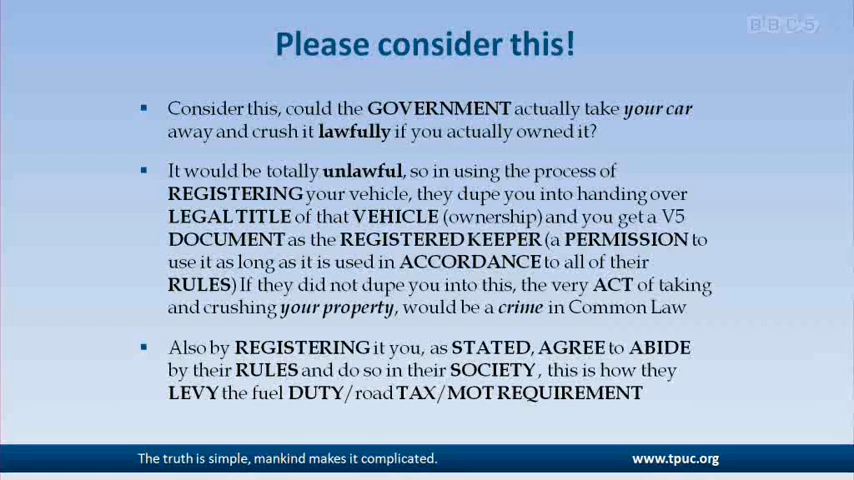 BBC5
Please consider this!
Consider this, could the GOVERNMENT actually take your car
away and crush it lawfully if you actually owned it?
It would be totally unlawful, so in using the process of
REGISTERING your vehicle, they dupe you into handing over
LEGAL TITLE of that VEHICLE (ownership) and you get a V5
DOCUMENT as the REGISTERED KEEPER (a PERMISSION to
use it as long as it is used in ACCORDANCE to all of their
RULES) If they did not dupe you into this, the very ACT of taking
and crushing your property, would be a crime in Common Law
Also by REGISTERING it you, as STATED, AGREE to ABIDE
by their RULES and do so in their SOCIETY , this is how they
LEVY the fuel DUTY/road TAX/MOT REQUIREMENT
The truth is simple, mankind makes it complicated.
www.tpuc.org